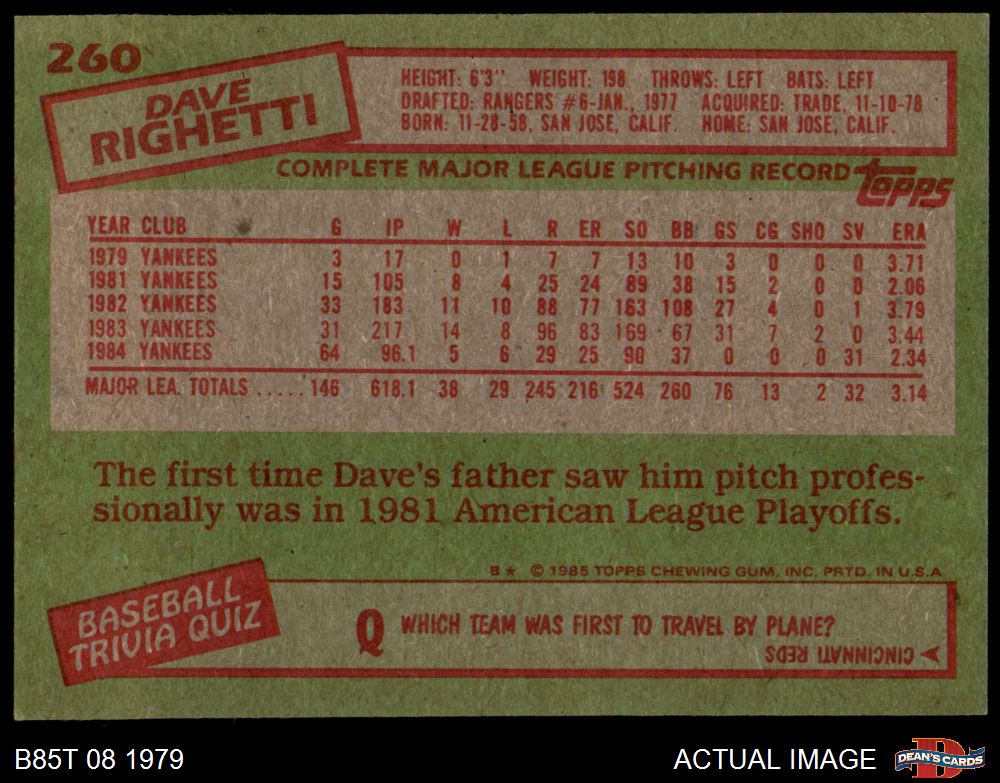 260
DAVE
RIGHETTI
HEIGHT: 6'3" WEIGHT: 198 THROWS: LEFT BATS: LEFT
DRAFTED: RANGERS #6-JAN., 1977 ACQUIRED: TRADE, 11-10-78
BORN: 11-28-58, SAN JOSE, CALIF. HOME: SAN JOSE, CALIF.
COMPLETE MAJOR LEAGUE PITCHING RECORD
TOPPS
YEAR CLUB G IP W L R ER SO BB GS CG SHO SV ERA
1979 YANKEES 3 17 0 1 7 7 13 10 3 0 0 0 3.71
1981 YANKEES 15 105 8 4 25 24 89 38 15 2 0 0 2.06
1982 YANKEES 33 183 11 10 88 77 163 108 27 4 0 1 3.79
1983 YANKEES 31 217 14 8 96 83 169 67 31 7 2 0 3.44
1984 YANKEES 64 96.1 5 6 29 25 90 37 0 0 0 31 2.34
MAJOR LEA. TOTALS ..... 146 618.1 38 29 245 216 524 260 76 13 2 32 3.14
The first time Dave's father saw him pitch profes-
sionally was in 1981 American League Playoffs.
B★ © 1985 TOPPS CHEWING GUM, INC. PRTD. IN U.S.A
BASEBALL
TRIVIA QUIZ
Q WHICH TEAM WAS FIRST TO TRAVEL BY PLANE?
CINCINNATI REDS
B85T 08 1979
ACTUAL IMAGE
D
DEAN'S CARDS